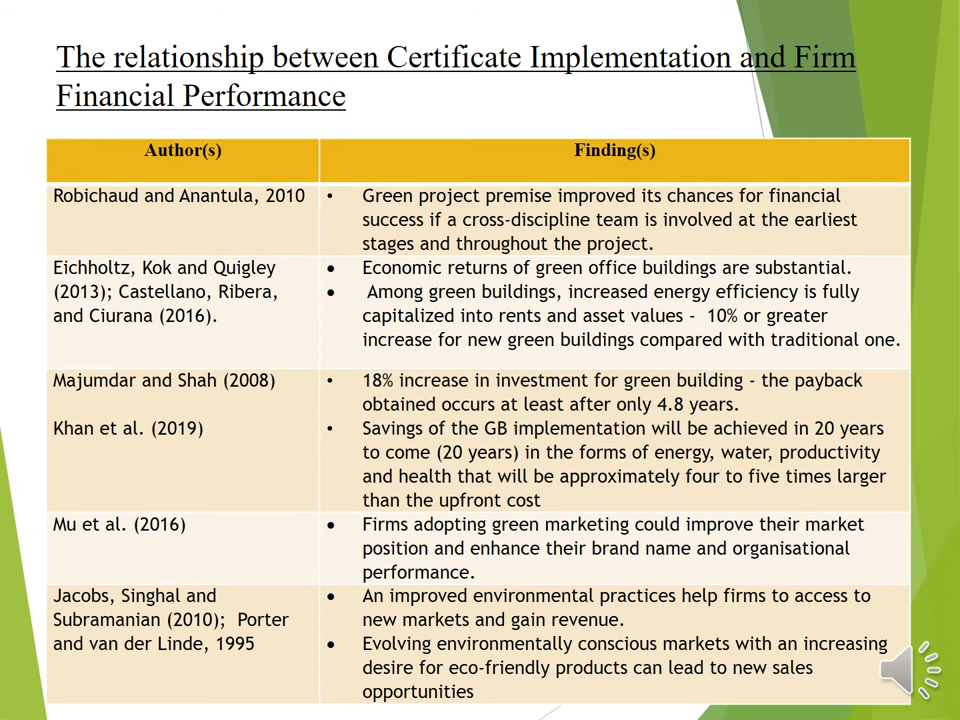 The relationship between Certificate Implementation and Firm
Financial Performance
Author(s)
Finding(s)
Robichaud and Anantula, 2010
• Green project premise improved its chances for financial
success if a cross-discipline team is involved at the earliest
stages and throughout the project.
Eichholtz, Kok and Quigley
(2013); Castellano, Ribera,
and Ciurana (2016).
• Economic returns of green office buildings are substantial.
• Among green buildings, increased energy efficiency is fully
capitalized into rents and asset values - 10% or greater
increase for new green buildings compared with traditional one.
Majumdar and Shah (2008)
• 18% increase in investment for green building - the payback
obtained occurs at least after only 4.8 years.
Khan et al. (2019)
• Savings of the GB implementation will be achieved in 20 years
to come (20 years) in the forms of energy, water, productivity
and health that will be approximately four to five times larger
than the upfront cost
Mu et al. (2016)
• Firms adopting green marketing could improve their market
position and enhance their brand name and organisational
performance.
Jacobs, Singhal and
Subramanian (2010); Porter
and van der Linde, 1995
• An improved environmental practices help firms to access to
new markets and gain revenue.
• Evolving environmentally conscious markets with an increasing
desire for eco-friendly products can lead to new sales
opportunities